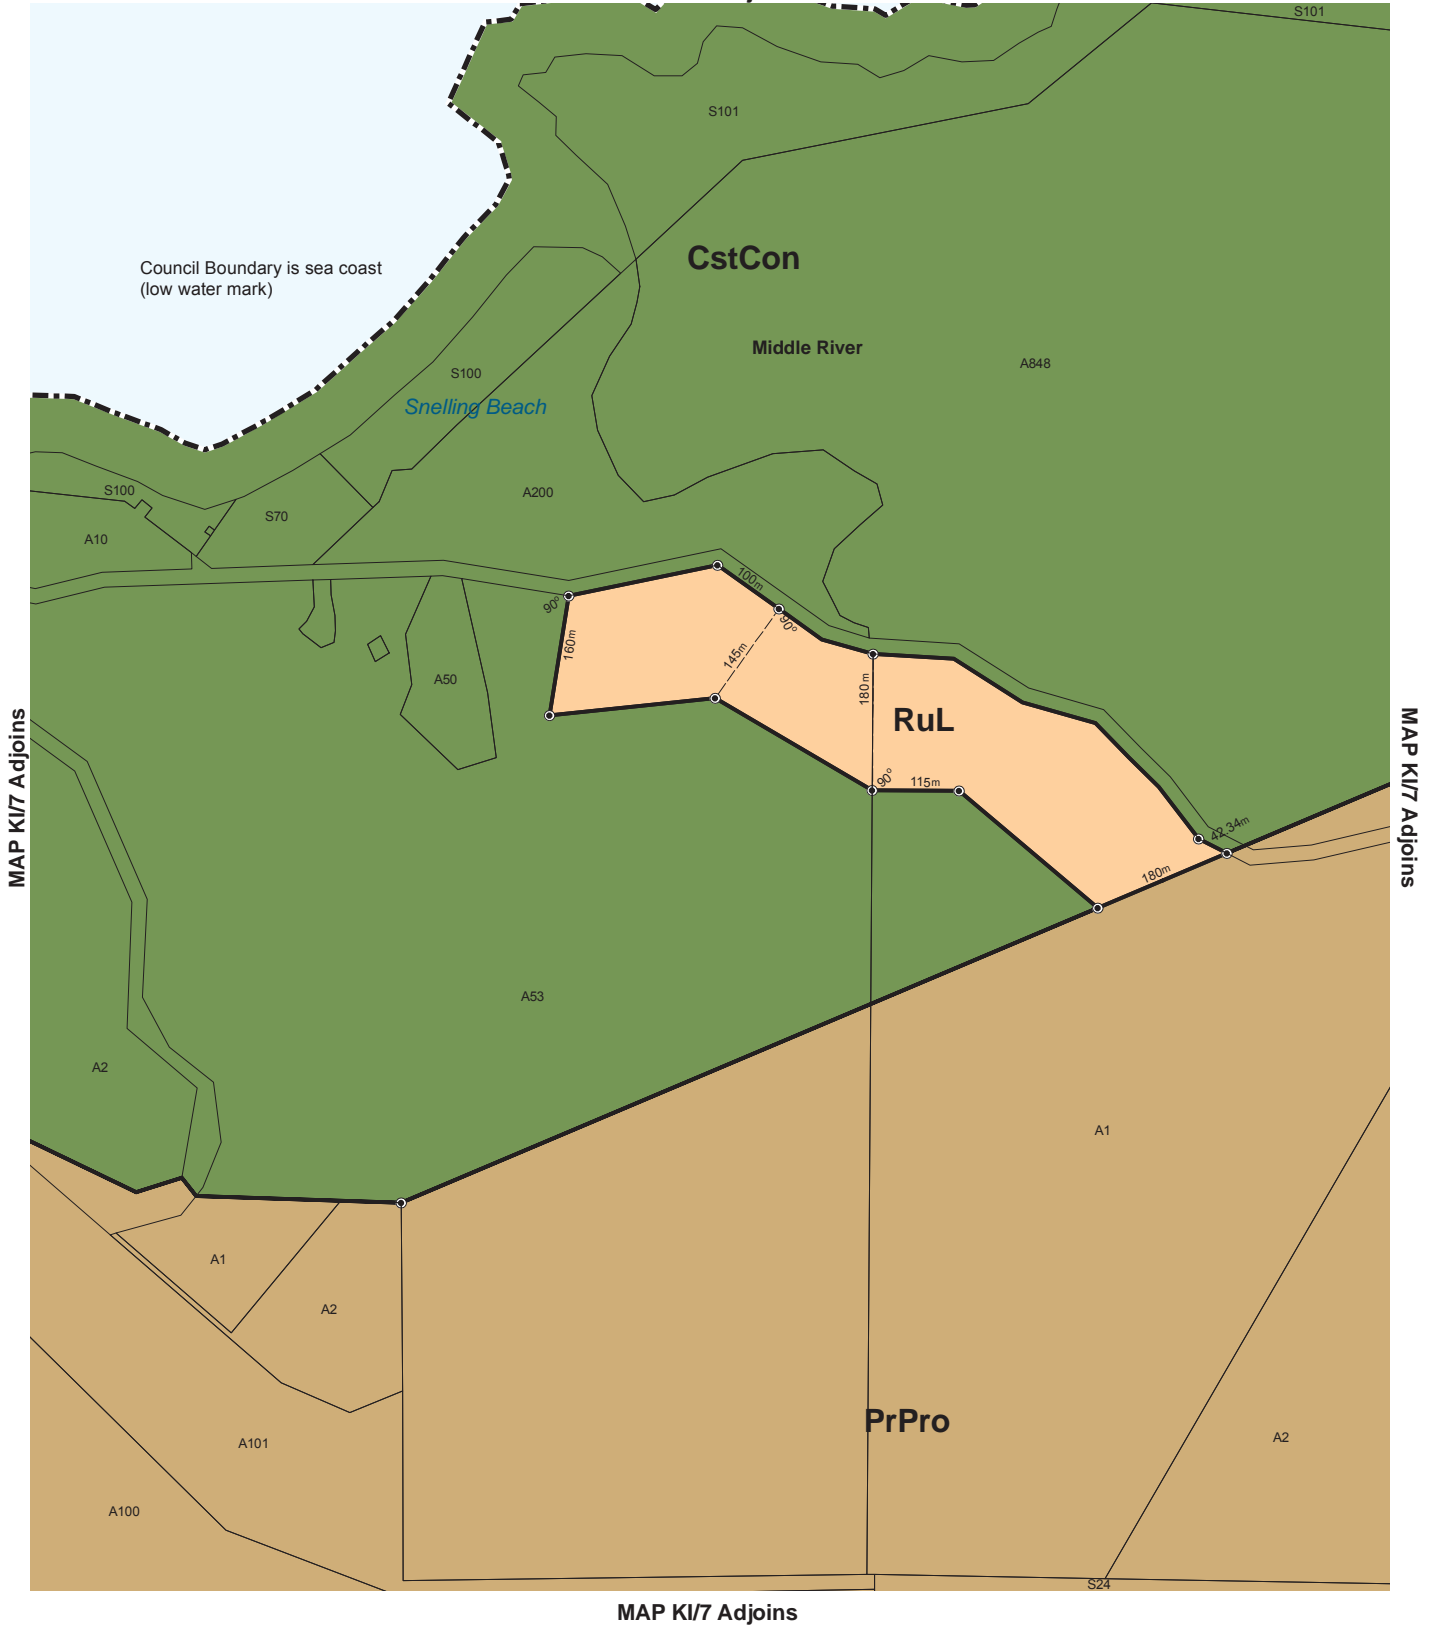 S101
S101
CstCon
Council Boundary is sea coast
(low water mark)
Middle River
A848
S100
Snelling Beach
S100
A200
S70
A10
100m
90°
90°
160m
145m
A50
180m
RuL
MAP KI/7 Adjoins
MAP KI/7 Adjoins
90°
115m
42.34m
180m
A53
A2
A1
A1
A2
PrPro
A2
A101
A100
S24
MAP KI/7 Adjoins